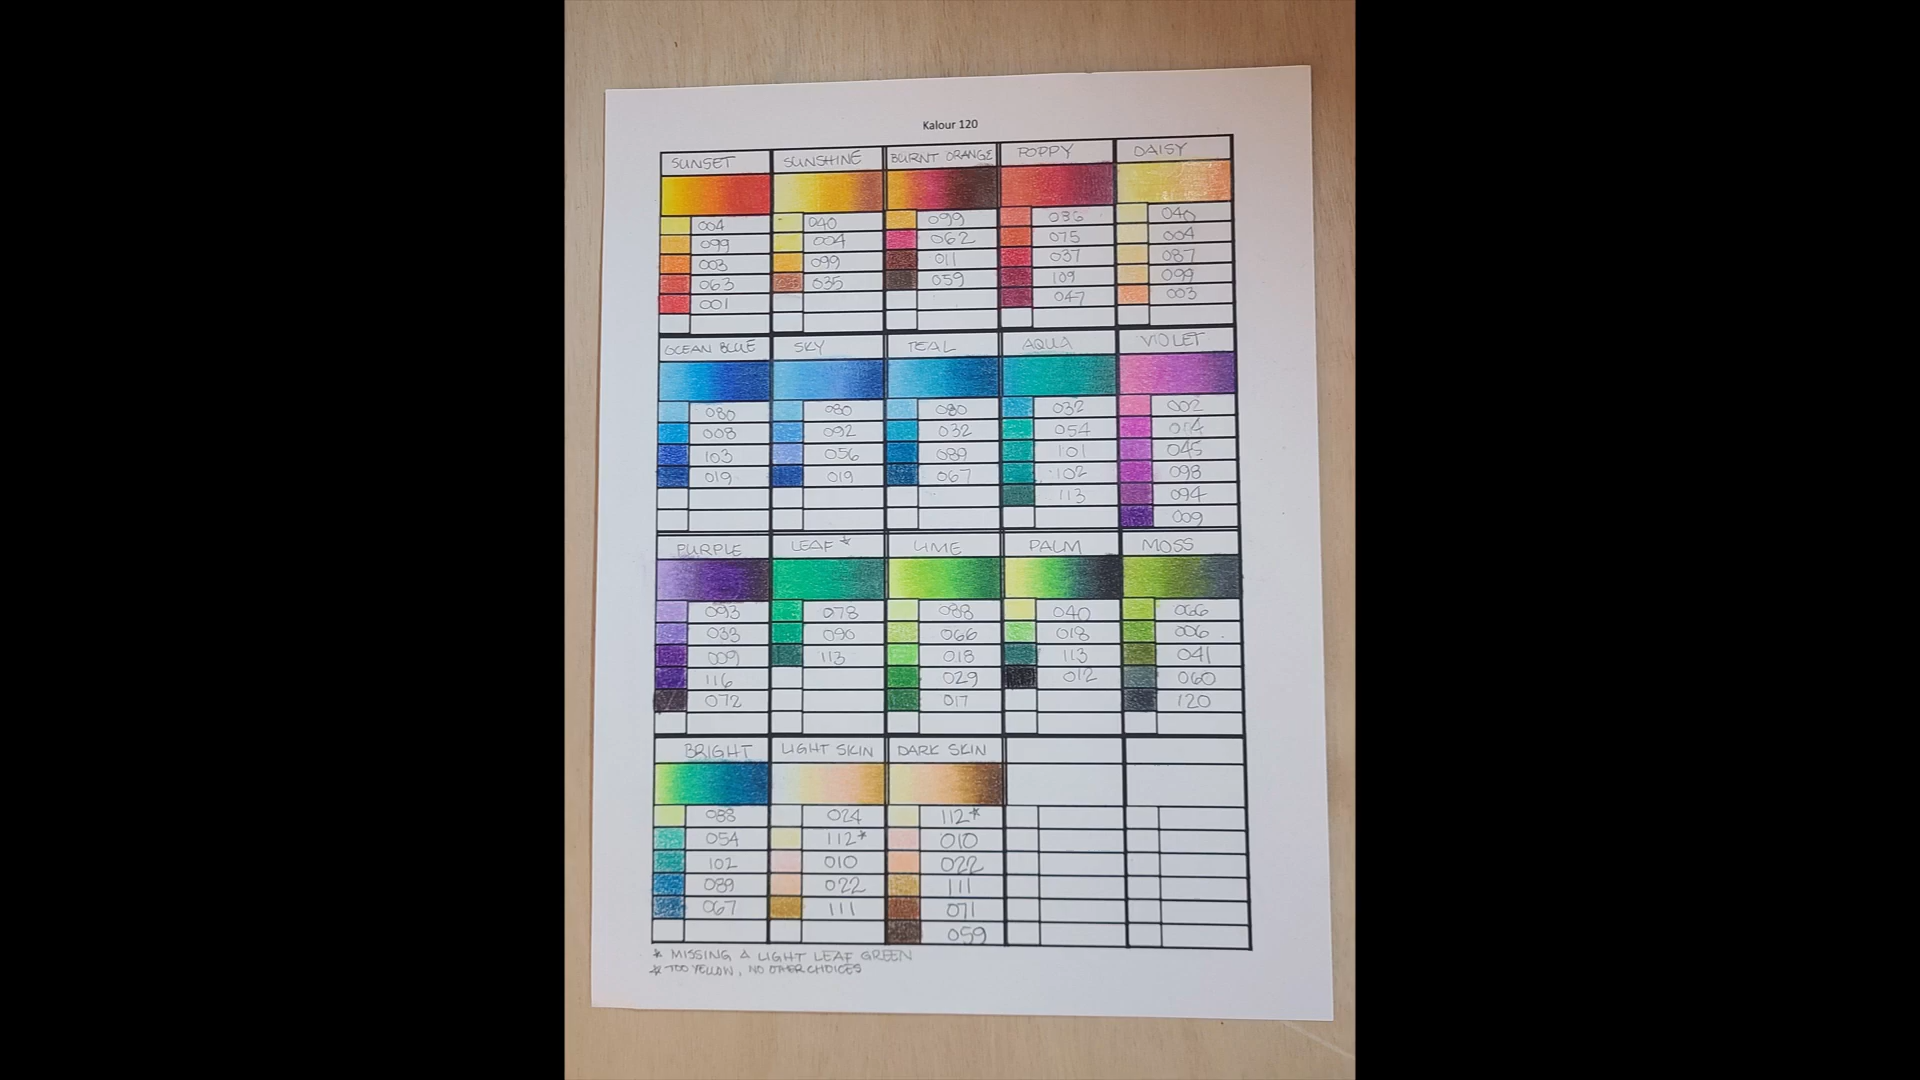 Kalour 120
SUNSET SUNSHINE BURNT ORANGE POPPY DAISY
004 040 099 036 040
099 004 062 075 004
003 099 011 037 087
063 035 059 109 099
001 047 003
OCEAN BLUE SKY TEAL AQUA VIOLET
080 080 080 032 002
008 092 032 054 014
103 056 089 101 045
019 019 067 102 098
113 094
009
PURPLE LEAF * LIME PALM MOSS
093 078 088 040 066
033 090 066 018 006
009 113 018 113 041
116 029 012 060
072 017 120
BRIGHT LIGHT SKIN DARK SKIN
088 024 112*
054 112* 010
102 010 022
089 022 111
067 111 071
059
* MISSING A LIGHT LEAF GREEN
* TOO YELLOW, NO OTHER CHOICES